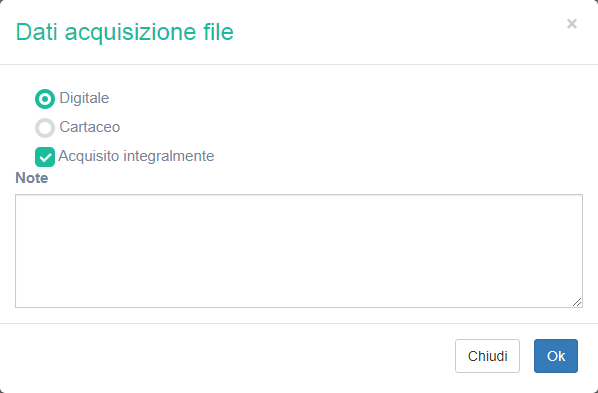 Dati acquisizione file
×
Digitale
Cartaceo
Acquisito integralmente
Note
Chiudi
Ok